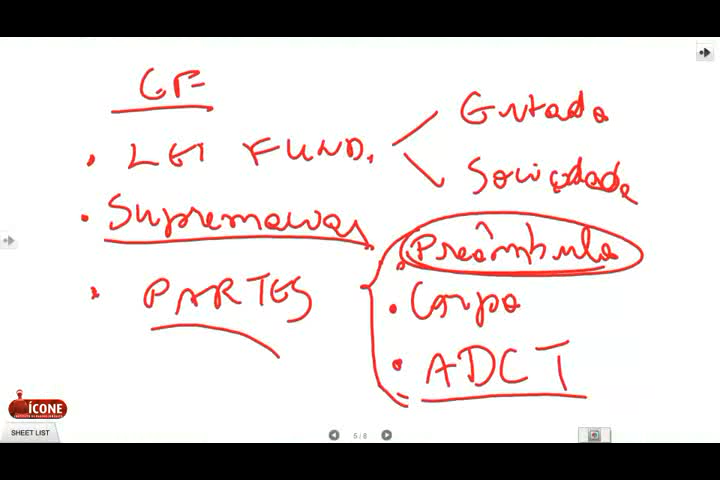 CF
• LEI FUND.
Estado
Sociedade
• Supremacia
• PARTES
• Preâmbulo
• Corpo
• ADCT
ÍCONE
SHEET LIST
5/8